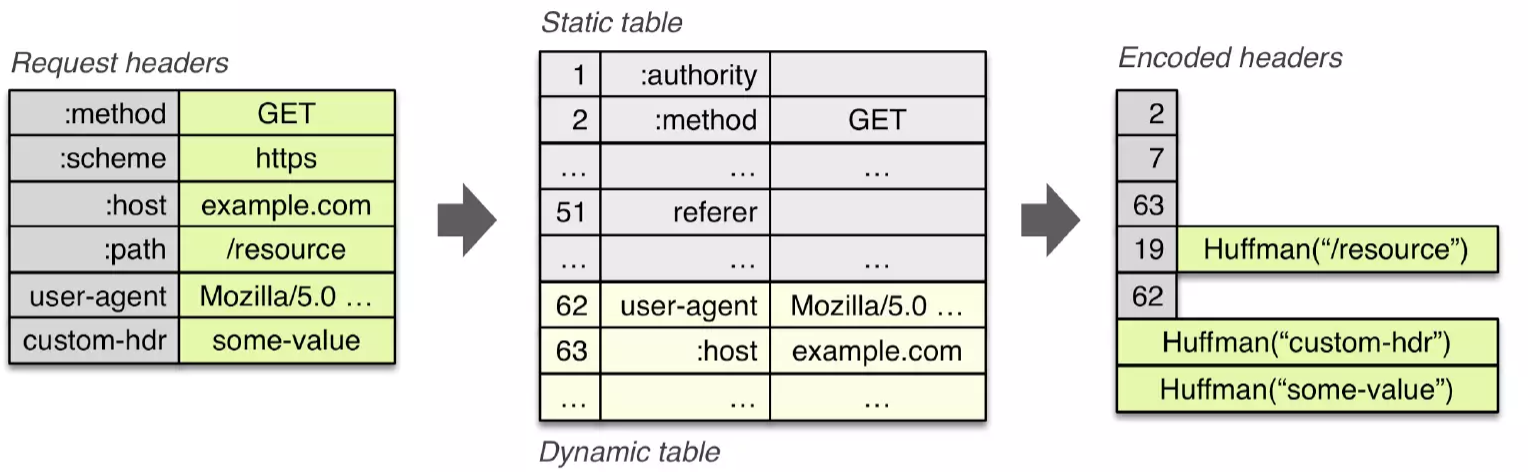 Request headers
:method GET
:scheme https
:host example.com
:path /resource
user-agent Mozilla/5.0 …
custom-hdr some-value
Static table
1 :authority
2 :method GET
… … …
51 referer
… … …
62 user-agent Mozilla/5.0 …
63 :host example.com
… … …
Dynamic table
Encoded headers
2
7
63
19 Huffman(“/resource”)
62
Huffman(“custom-hdr”)
Huffman(“some-value”)